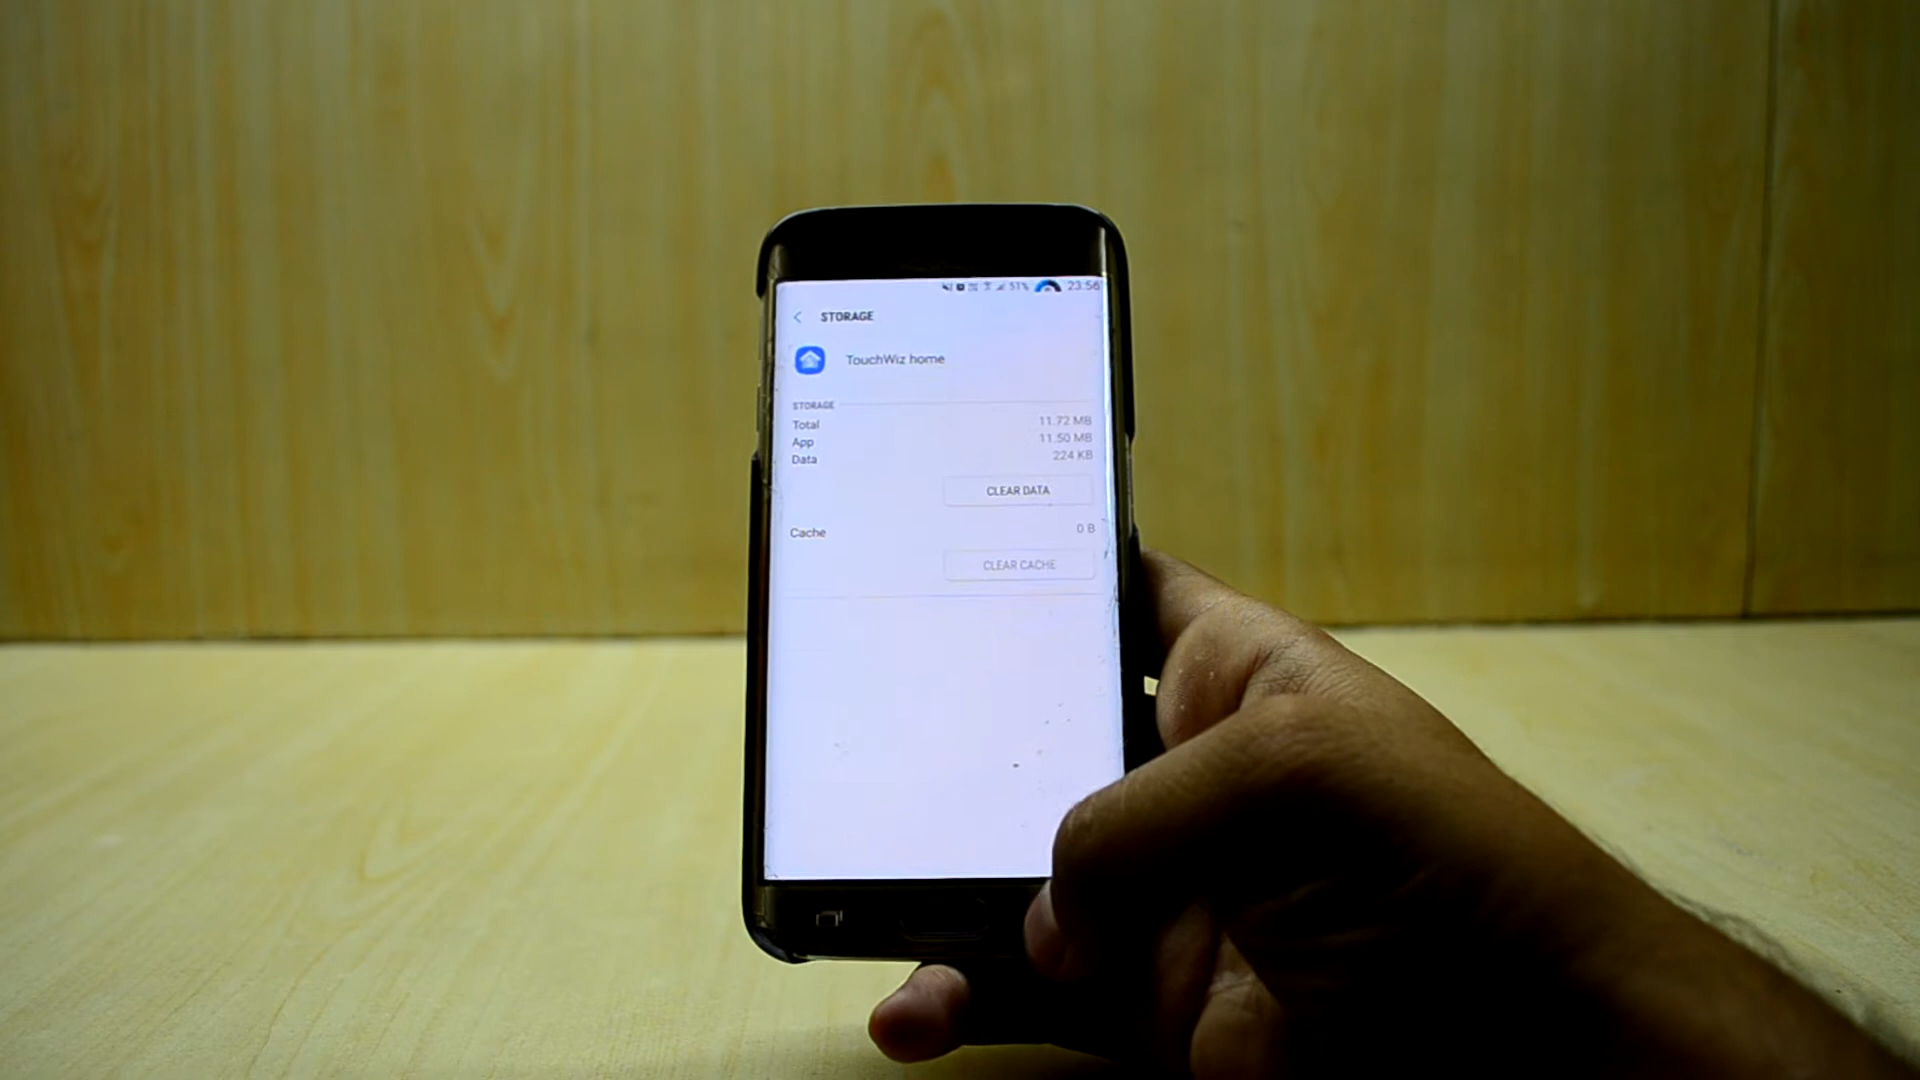 51% 23:56
STORAGE
TouchWiz home
STORAGE
Total 11.72 MB
App 11.50 MB
Data 224 KB
CLEAR DATA
Cache 0 B
CLEAR CACHE